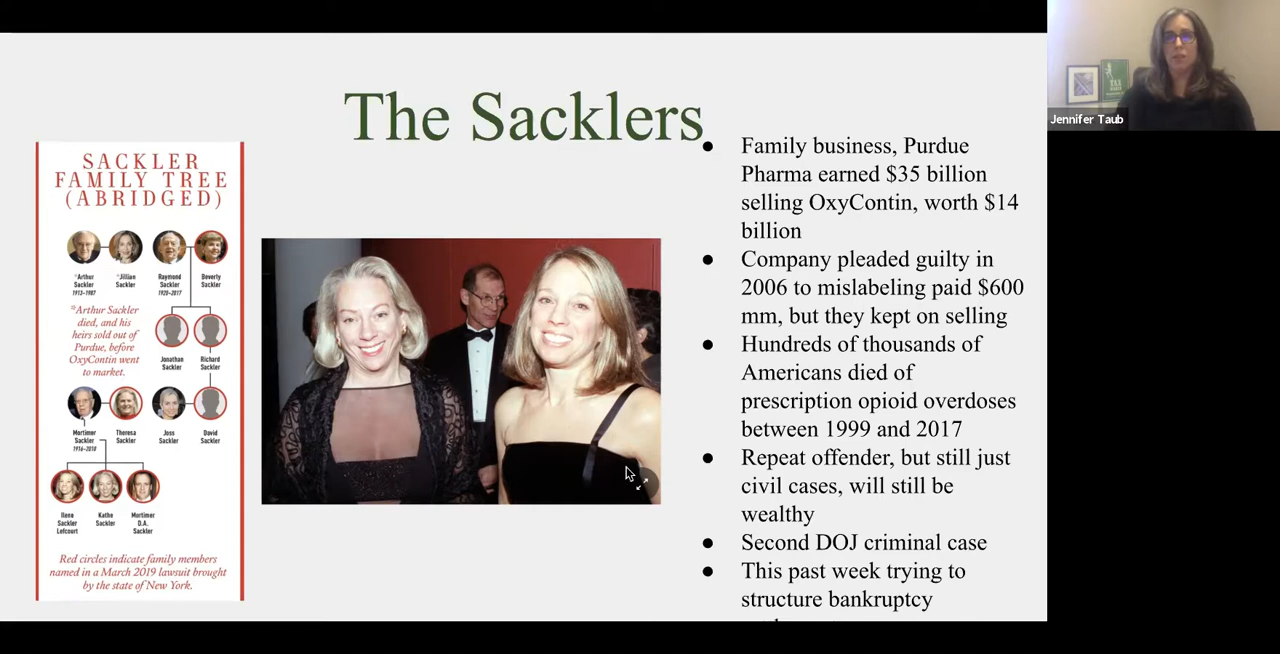 The Sacklers
SACKLER
FAMILY TREE
(ABRIDGED)
*Arthur
Sackler
1913–1987
*Jillian
Sackler
Raymond
Sackler
1920–2017
Beverly
Sackler
*Arthur Sackler
died, and his
heirs sold out of
Purdue, before
OxyContin went
to market.
Jonathan
Sackler
Richard
Sackler
Mortimer
Sackler
1916–2010
Theresa
Sackler
Joss
Sackler
David
Sackler
Ilene
Sackler
Lefcourt
Kathe
Sackler
Mortimer
D.A.
Sackler
Red circles indicate family members
named in a March 2019 lawsuit brought
by the state of New York.
● Family business, Purdue
Pharma earned $35 billion
selling OxyContin, worth $14
billion
● Company pleaded guilty in
2006 to mislabeling paid $600
mm, but they kept on selling
● Hundreds of thousands of
Americans died of
prescription opioid overdoses
between 1999 and 2017
● Repeat offender, but still just
civil cases, will still be
wealthy
● Second DOJ criminal case
● This past week trying to
structure bankruptcy
TAX
Jennifer Taub